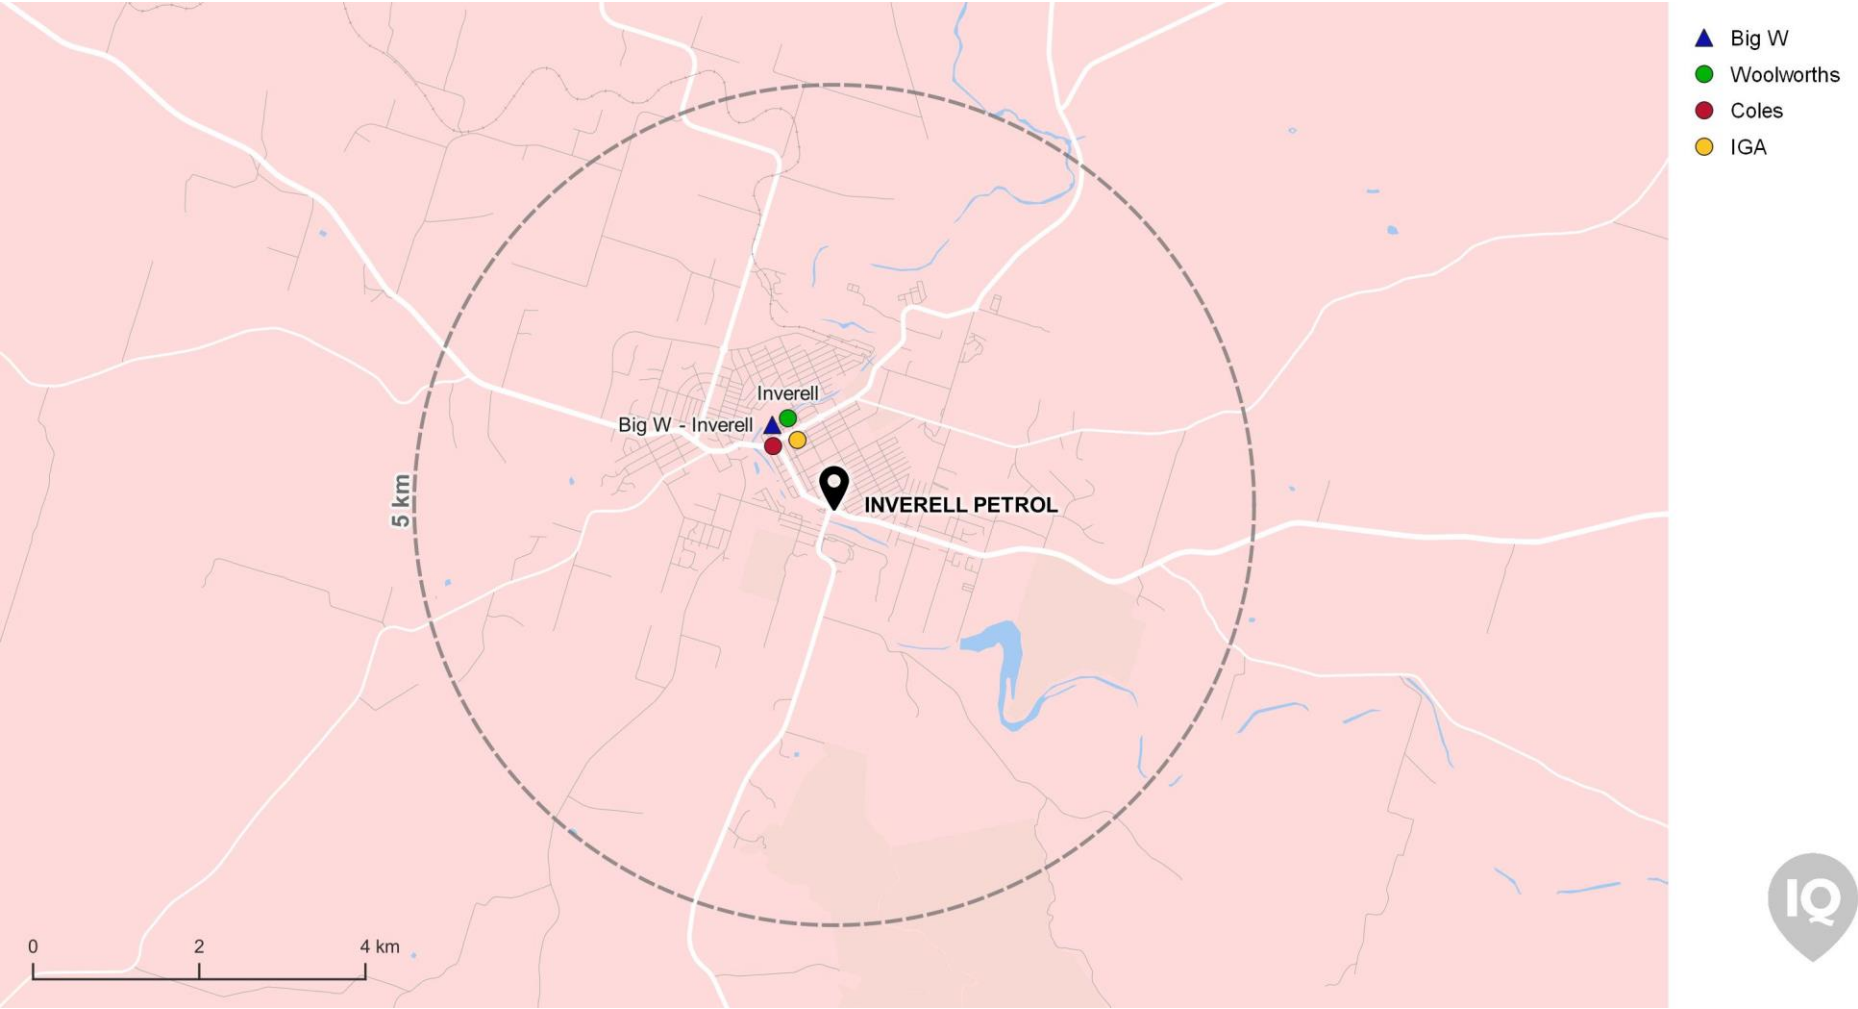 Big W
Woolworths
Coles
IGA
Inverell
Big W - Inverell
INVERELL PETROL
5 km
0 2 4 km
IQ